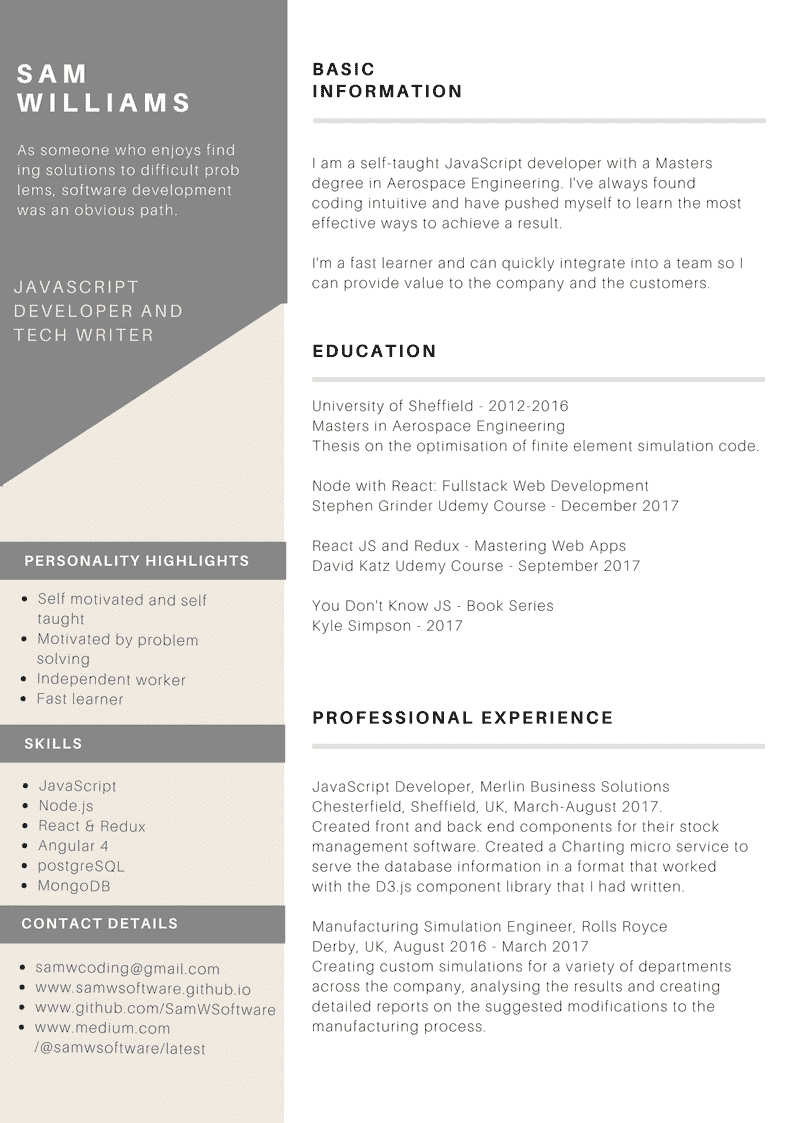 SAM
WILLIAMS
As someone who enjoys find
ing solutions to difficult prob
lems, software development
was an obvious path.
JAVASCRIPT
DEVELOPER AND
TECH WRITER
PERSONALITY HIGHLIGHTS
Self motivated and self
taught
Motivated by problem
solving
Independent worker
Fast learner
SKILLS
JavaScript
Node.js
React & Redux
Angular 4
postgreSQL
MongoDB
CONTACT DETAILS
samwcoding@gmail.com
www.samwsoftware.github.io
www.github.com/SamWSoftware
www.medium.com
/@samwsoftware/latest
BASIC
INFORMATION
I am a self-taught JavaScript developer with a Masters
degree in Aerospace Engineering. I've always found
coding intuitive and have pushed myself to learn the most
effective ways to achieve a result.
I'm a fast learner and can quickly integrate into a team so I
can provide value to the company and the customers.
EDUCATION
University of Sheffield - 2012-2016
Masters in Aerospace Engineering
Thesis on the optimisation of finite element simulation code.
Node with React: Fullstack Web Development
Stephen Grinder Udemy Course - December 2017
React JS and Redux - Mastering Web Apps
David Katz Udemy Course - September 2017
You Don't Know JS - Book Series
Kyle Simpson - 2017
PROFESSIONAL EXPERIENCE
JavaScript Developer, Merlin Business Solutions
Chesterfield, Sheffield, UK, March-August 2017.
Created front and back end components for their stock
management software. Created a Charting micro service to
serve the database information in a format that worked
with the D3.js component library that I had written.
Manufacturing Simulation Engineer, Rolls Royce
Derby, UK, August 2016 - March 2017
Creating custom simulations for a variety of departments
across the company, analysing the results and creating
detailed reports on the suggested modifications to the
manufacturing process.